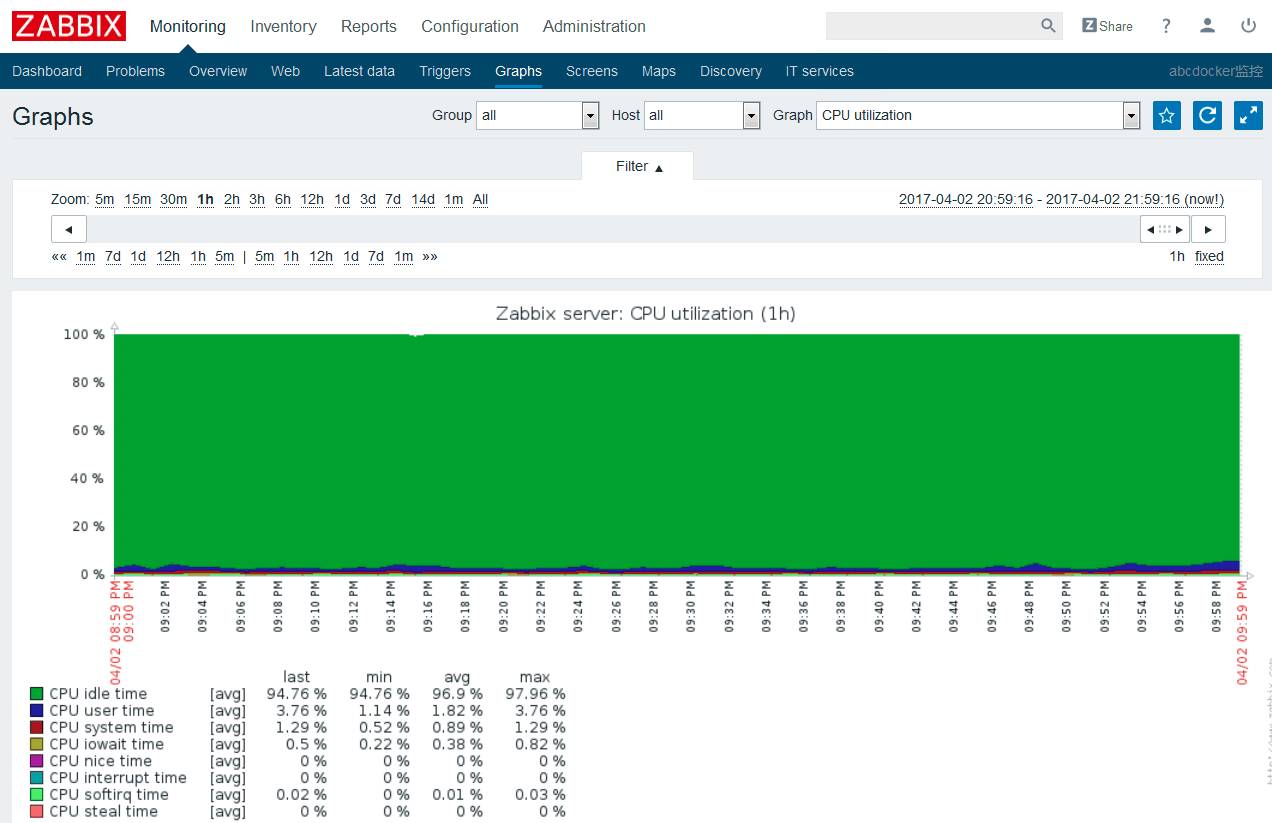 ZABBIX Monitoring Inventory Reports Configuration Administration Z Share ?
Dashboard Problems Overview Web Latest data Triggers Graphs Screens Maps Discovery IT services abcdocker监控
Graphs Group all Host all Graph CPU utilization
Filter ▲
Zoom: 5m 15m 30m 1h 2h 3h 6h 12h 1d 3d 7d 14d 1m All 2017-04-02 20:59:16 - 2017-04-02 21:59:16 (now!)
«« 1m 7d 1d 12h 1h 5m | 5m 1h 12h 1d 7d 1m »» 1h fixed
Zabbix server: CPU utilization (1h)
100 %
80 %
60 %
40 %
20 %
0 %
04/02 08:59 PM
09:00 PM
09:02 PM
09:04 PM
09:06 PM
09:08 PM
09:10 PM
09:12 PM
09:14 PM
09:16 PM
09:18 PM
09:20 PM
09:22 PM
09:24 PM
09:26 PM
09:28 PM
09:30 PM
09:32 PM
09:34 PM
09:36 PM
09:38 PM
09:40 PM
09:42 PM
09:44 PM
09:46 PM
09:48 PM
09:50 PM
09:52 PM
09:54 PM
09:56 PM
09:58 PM
04/02 09:59 PM
last min avg max
CPU idle time [avg] 94.76 % 94.76 % 96.9 % 97.96 %
CPU user time [avg] 3.76 % 1.14 % 1.82 % 3.76 %
CPU system time [avg] 1.29 % 0.52 % 0.89 % 1.29 %
CPU iowait time [avg] 0.5 % 0.22 % 0.38 % 0.82 %
CPU nice time [avg] 0 % 0 % 0 % 0 %
CPU interrupt time [avg] 0 % 0 % 0 % 0 %
CPU softirq time [avg] 0.02 % 0 % 0.01 % 0.03 %
CPU steal time [avg] 0 % 0 % 0 % 0 %